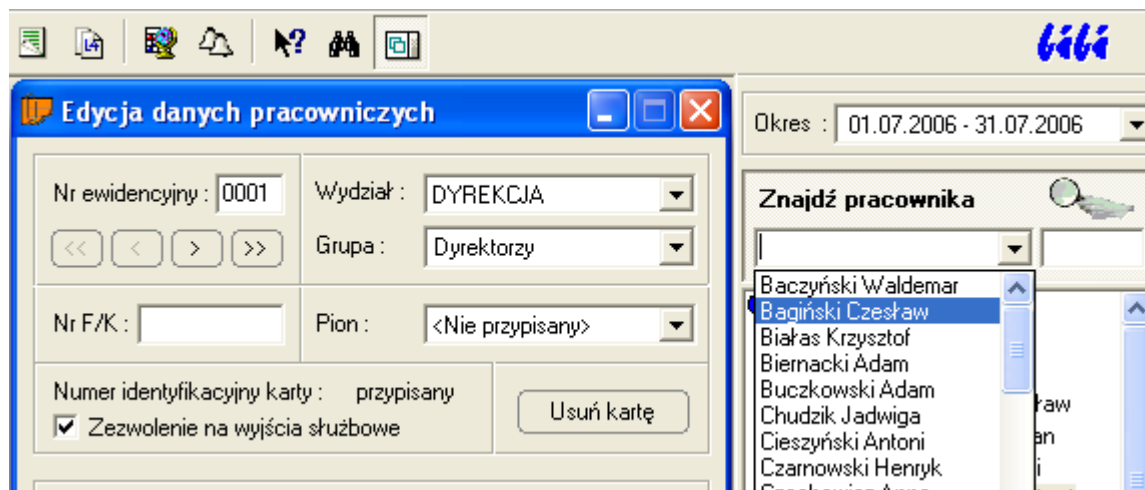 bibi
Edycja danych pracowniczych
Nr ewidencyjny : 0001
<< < > >>
Wydział : DYREKCJA
Grupa : Dyrektorzy
Nr F/K :
Pion : <Nie przypisany>
Numer identyfikacyjny karty : przypisany
Zezwolenie na wyjścia służbowe
Usuń kartę
Okres : 01.07.2006 - 31.07.2006
Znajdź pracownika
Baczyński Waldemar
Bagiński Czesław
Białas Krzysztof
Biernacki Adam
Buczkowski Adam
Chudzik Jadwiga
Cieszyński Antoni
Czarnowski Henryk